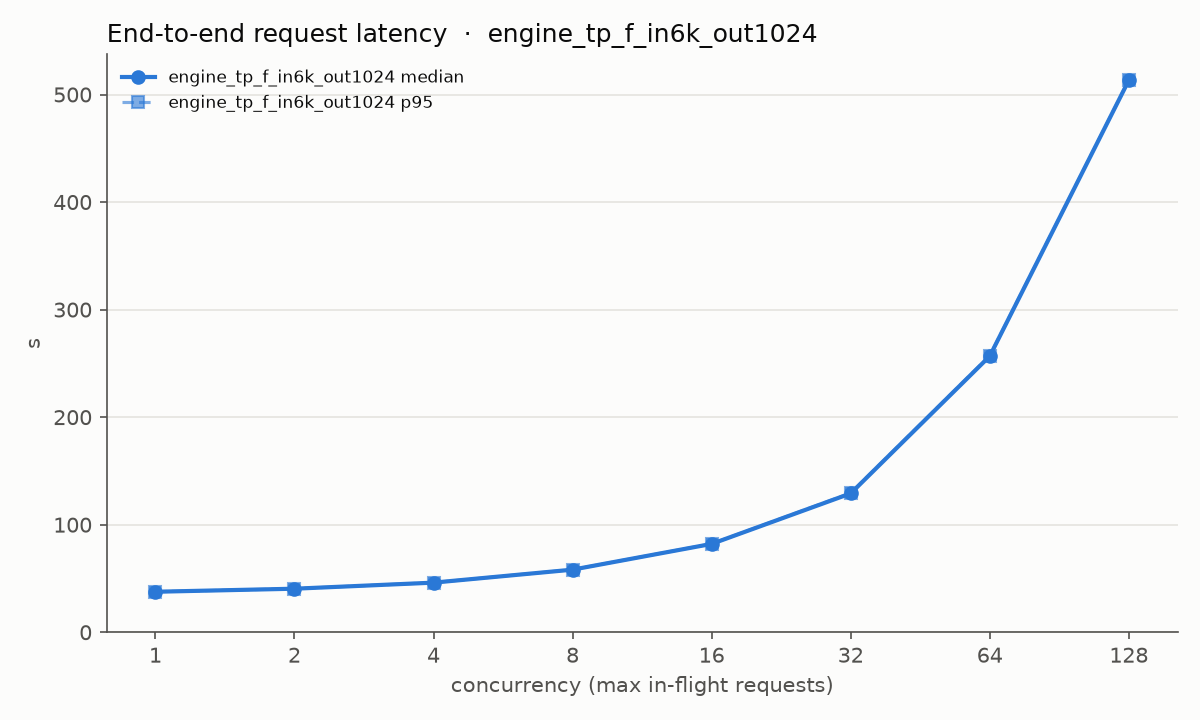 End-to-end request latency · engine_tp_f_in6k_out1024
engine_tp_f_in6k_out1024 median
engine_tp_f_in6k_out1024 p95
500
400
300
200
100
0
s
1 2 4 8 16 32 64 128
concurrency (max in-flight requests)